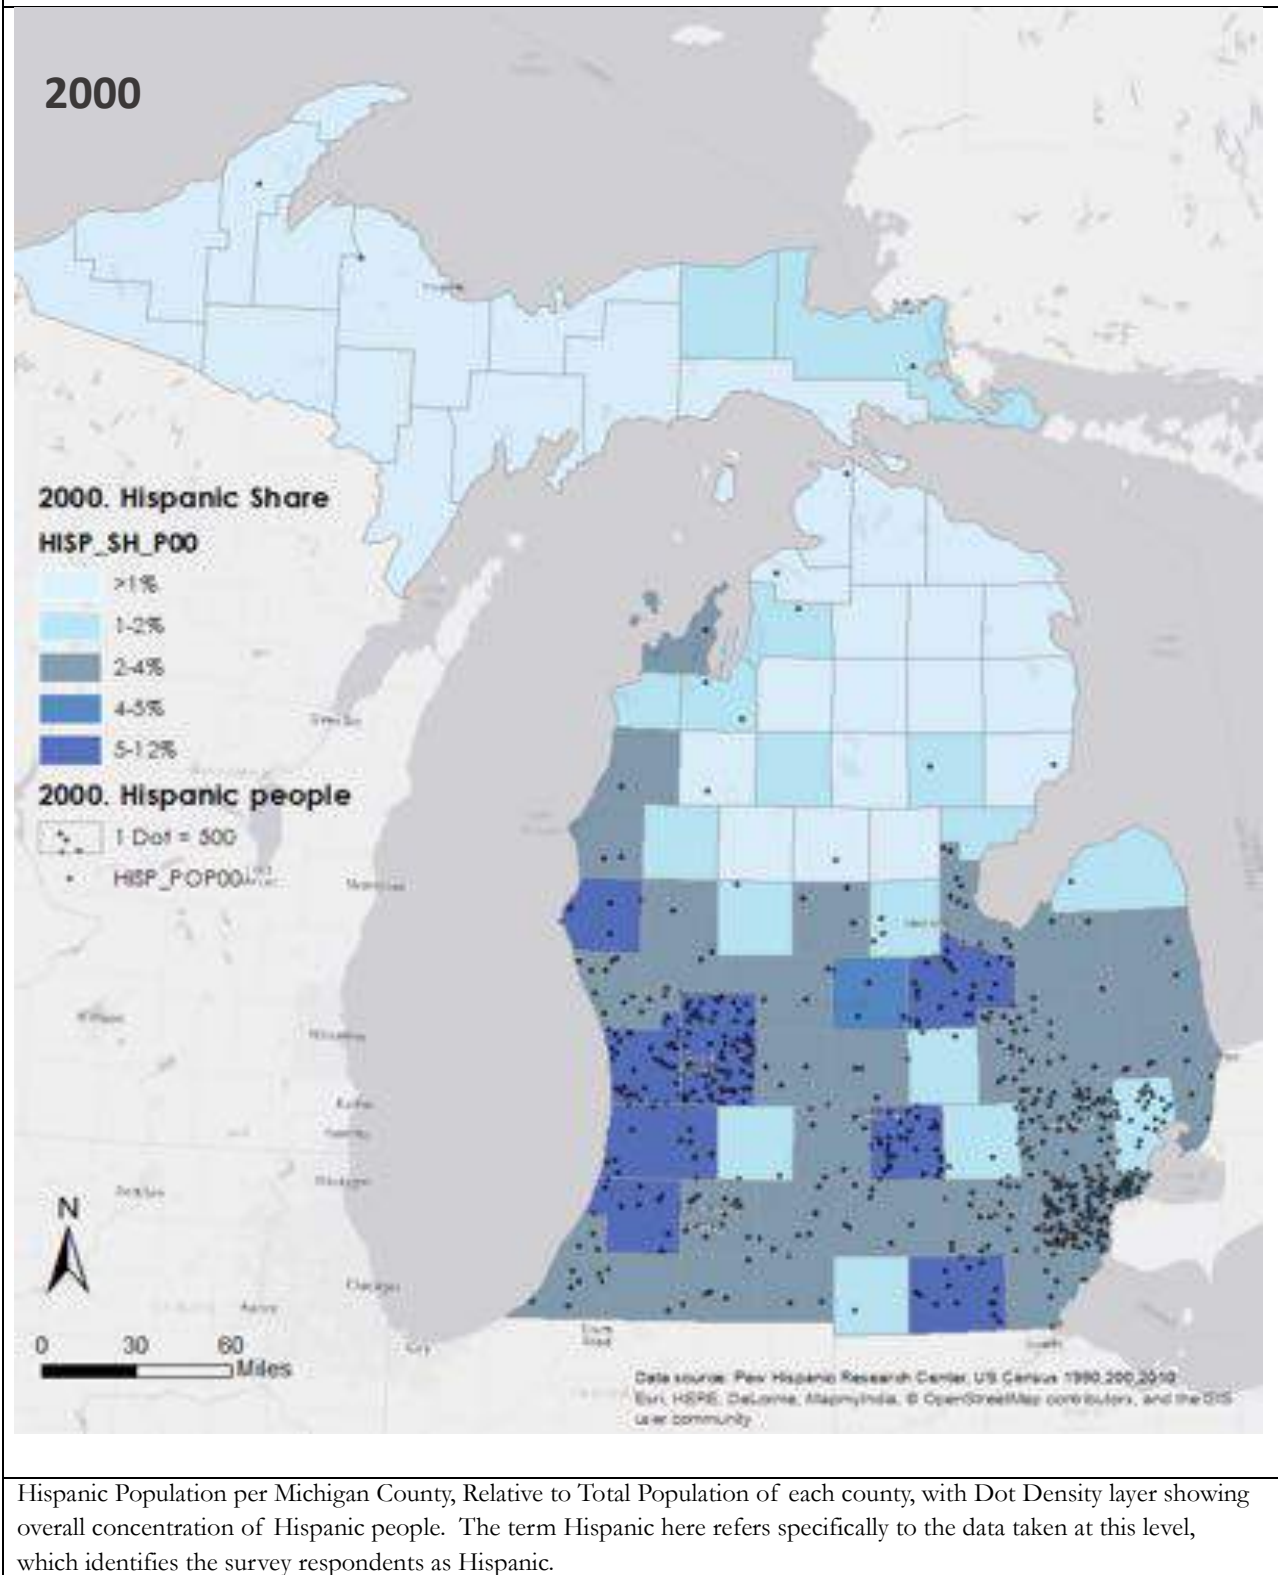 2000
2000. Hispanic Share
HISP_SH_P00
>1%
1-2%
2-4%
4-5%
5-12%
2000. Hispanic people
1 Dot = 500
HISP_POP00
N
0 30 60
Miles
Chicago
Gary
South
Bend
Data source: Pew Hispanic Research Center, US Census 1990,200,2010
Esri, HERE, DeLorme, MapmyIndia, © OpenStreetMap contributors, and the GIS
user community
Hispanic Population per Michigan County, Relative to Total Population of each county, with Dot Density layer showing
overall concentration of Hispanic people. The term Hispanic here refers specifically to the data taken at this level,
which identifies the survey respondents as Hispanic.